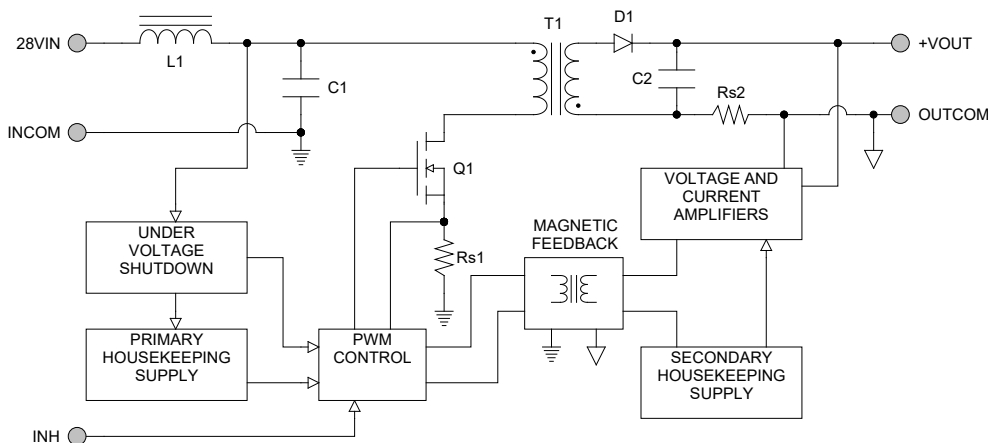 T1
D1
28VIN
+VOUT
L1
C1
C2
Rs2
INCOM
OUTCOM
Q1
VOLTAGE AND
CURRENT
AMPLIFIERS
UNDER
VOLTAGE
SHUTDOWN
MAGNETIC
FEEDBACK
Rs1
PRIMARY
HOUSEKEEPING
SUPPLY
PWM
CONTROL
SECONDARY
HOUSEKEEPING
SUPPLY
INH